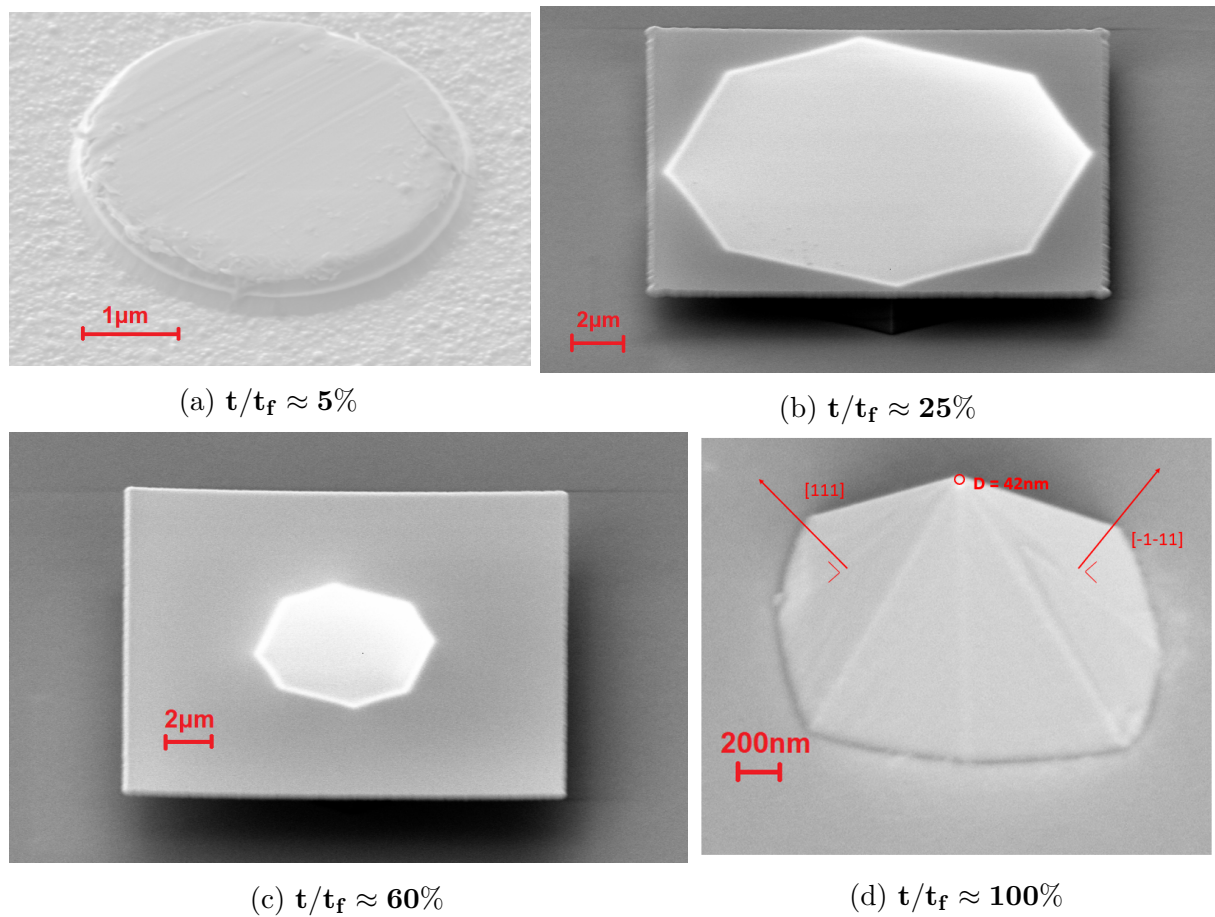 1µm
2µm
(a) t/t_f ≈ 5%
(b) t/t_f ≈ 25%
2µm
[111]
D = 42nm
[-1-11]
200nm
(c) t/t_f ≈ 60%
(d) t/t_f ≈ 100%